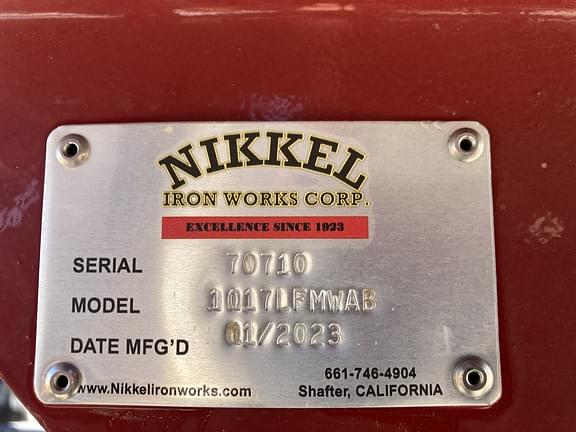 NIKKEL
IRON WORKS CORP.
EXCELLENCE SINCE 1923
SERIAL 70710
MODEL 1017LFMWAB
DATE MFG'D 01/2023
661-746-4904
www.Nikkelironworks.com Shafter, CALIFORNIA